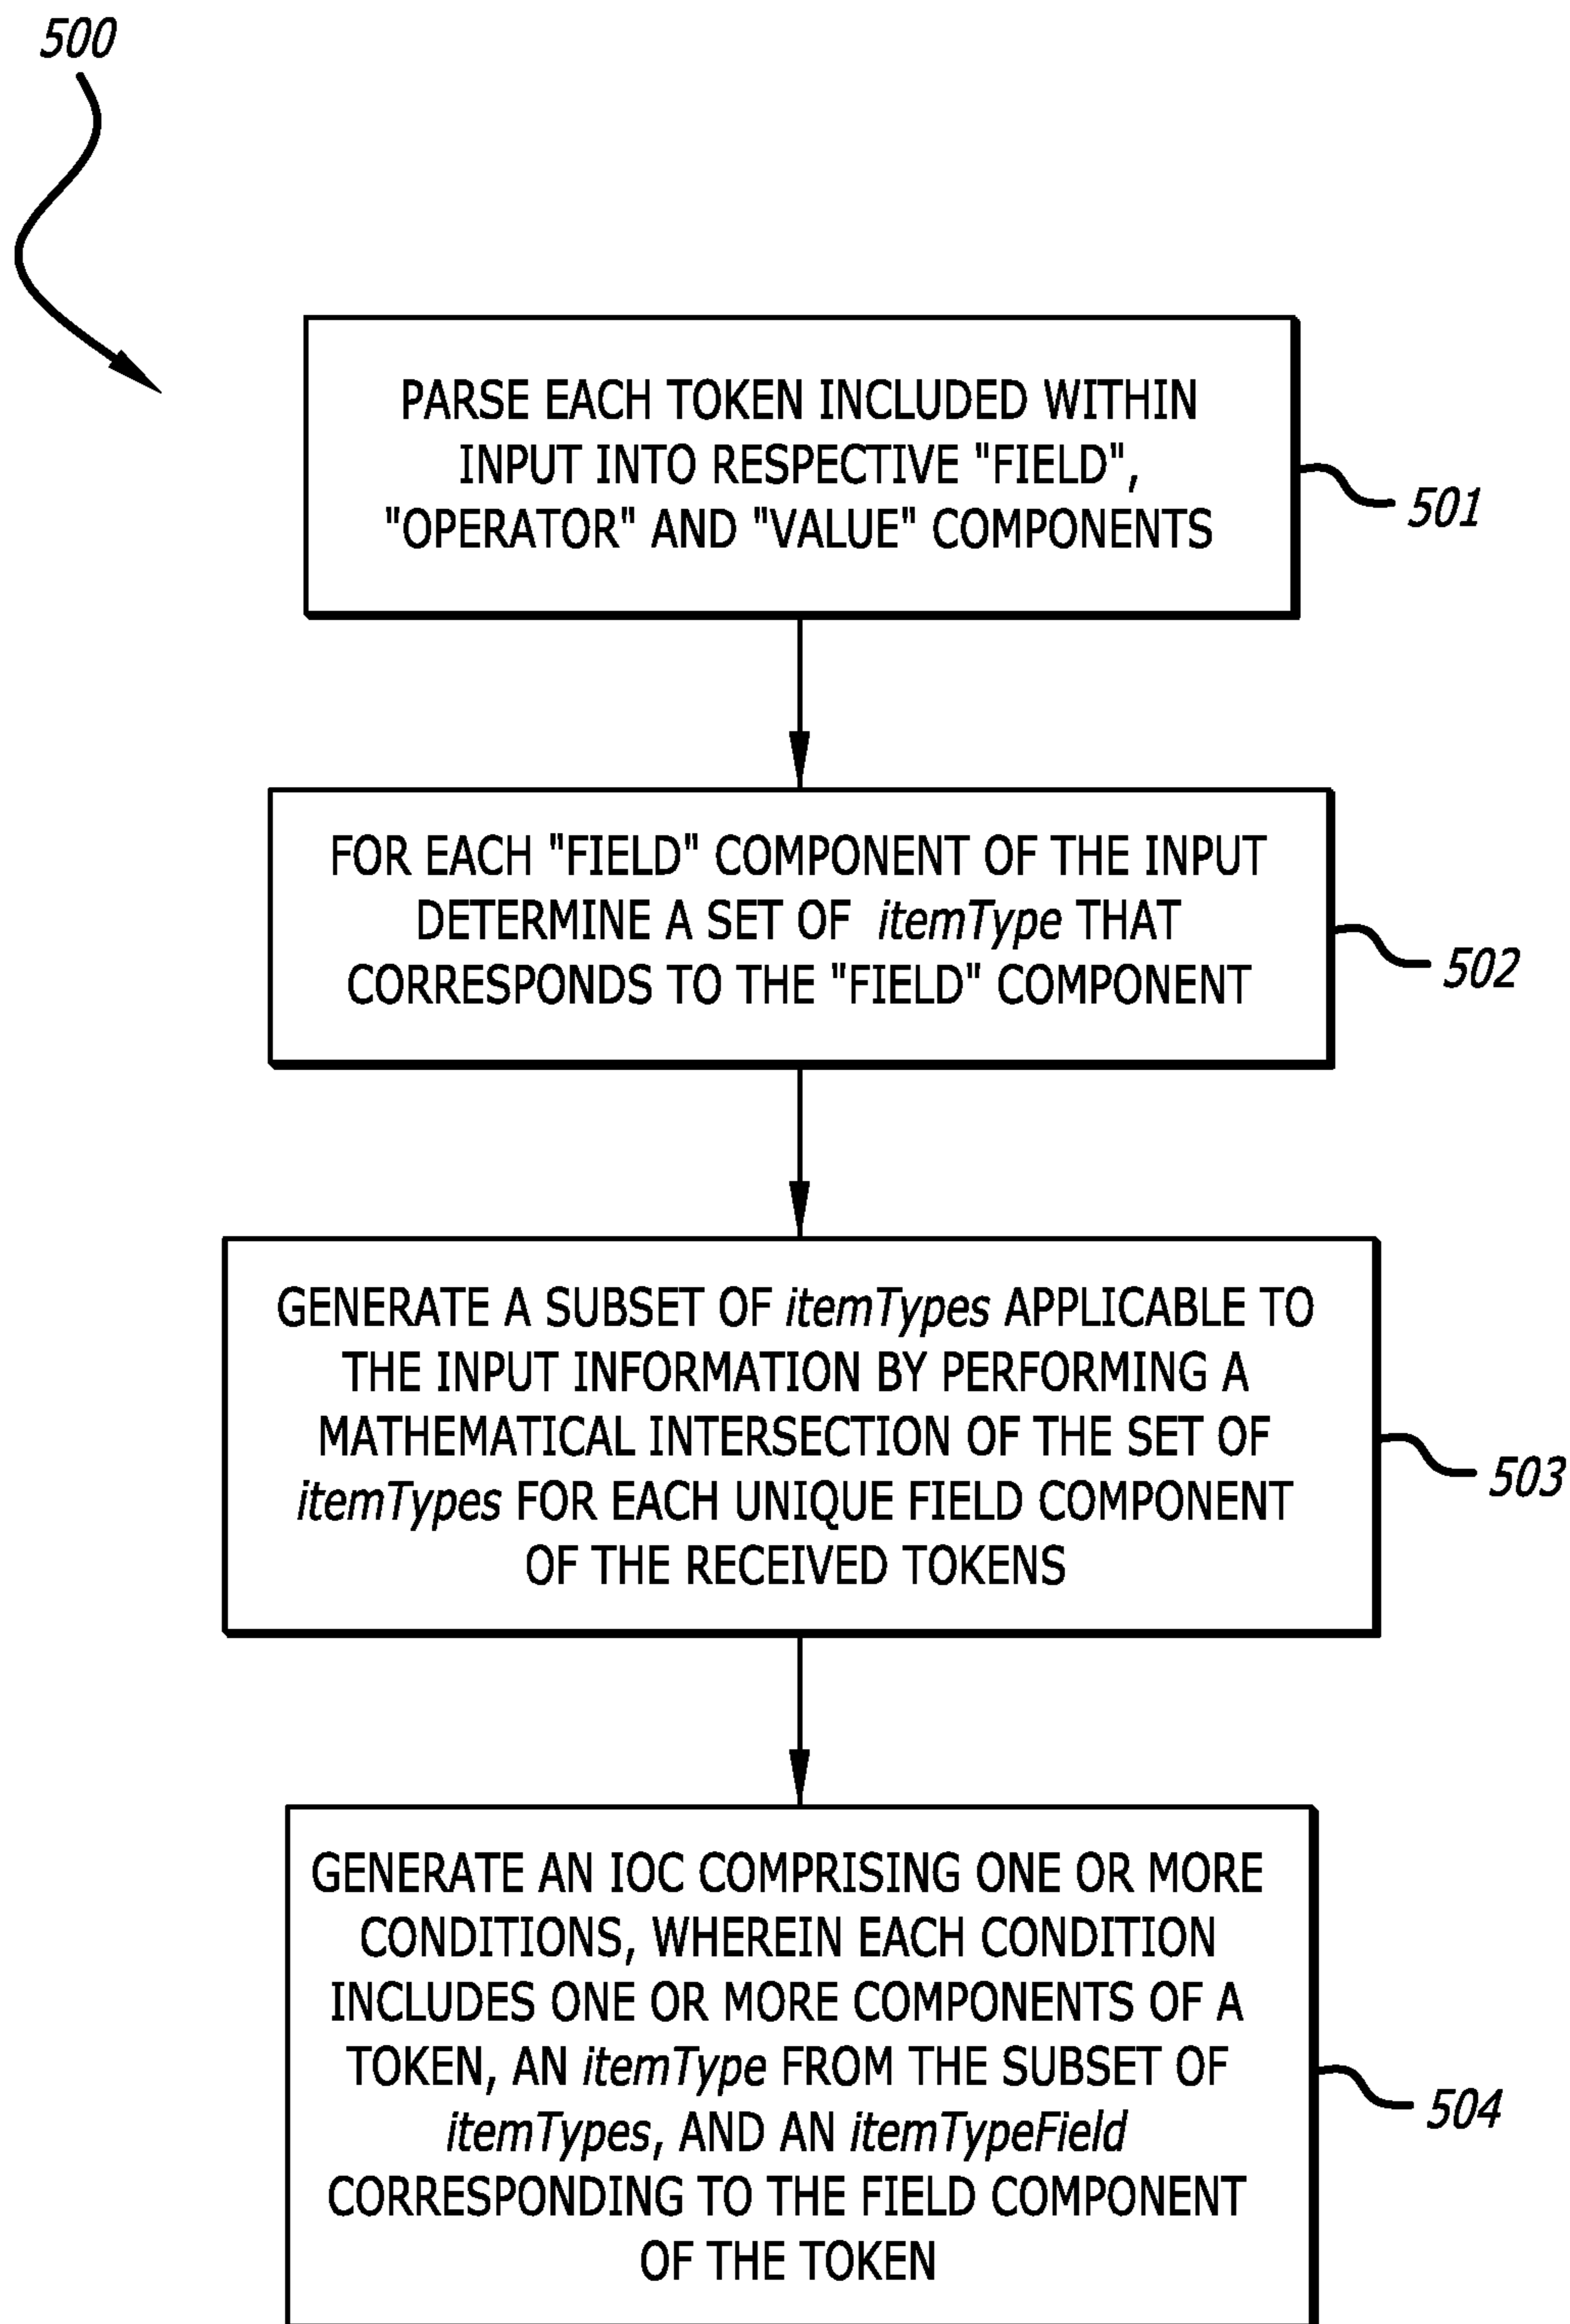 500
PARSE EACH TOKEN INCLUDED WITHIN
INPUT INTO RESPECTIVE "FIELD",
"OPERATOR" AND "VALUE" COMPONENTS
501
FOR EACH "FIELD" COMPONENT OF THE INPUT
DETERMINE A SET OF itemType THAT
CORRESPONDS TO THE "FIELD" COMPONENT
502
GENERATE A SUBSET OF itemTypes APPLICABLE TO
THE INPUT INFORMATION BY PERFORMING A
MATHEMATICAL INTERSECTION OF THE SET OF
itemTypes FOR EACH UNIQUE FIELD COMPONENT
OF THE RECEIVED TOKENS
503
GENERATE AN IOC COMPRISING ONE OR MORE
CONDITIONS, WHEREIN EACH CONDITION
INCLUDES ONE OR MORE COMPONENTS OF A
TOKEN, AN itemType FROM THE SUBSET OF
itemTypes, AND AN itemTypeField
CORRESPONDING TO THE FIELD COMPONENT
OF THE TOKEN
504